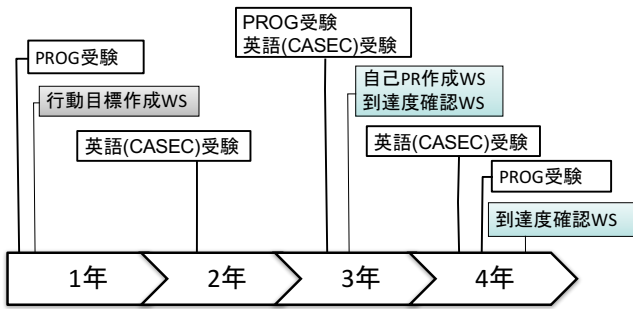 PROG受験
行動目標作成WS
英語(CASEC)受験
PROG受験
英語(CASEC)受験
自己PR作成WS
到達度確認WS
英語(CASEC)受験
PROG受験
到達度確認WS
1年
2年
3年
4年